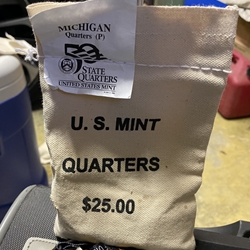 MICHIGAN
Quarters (P)
50
STATE
QUARTERS
UNITED STATES MINT
U. S. MINT
QUARTERS
$25.00